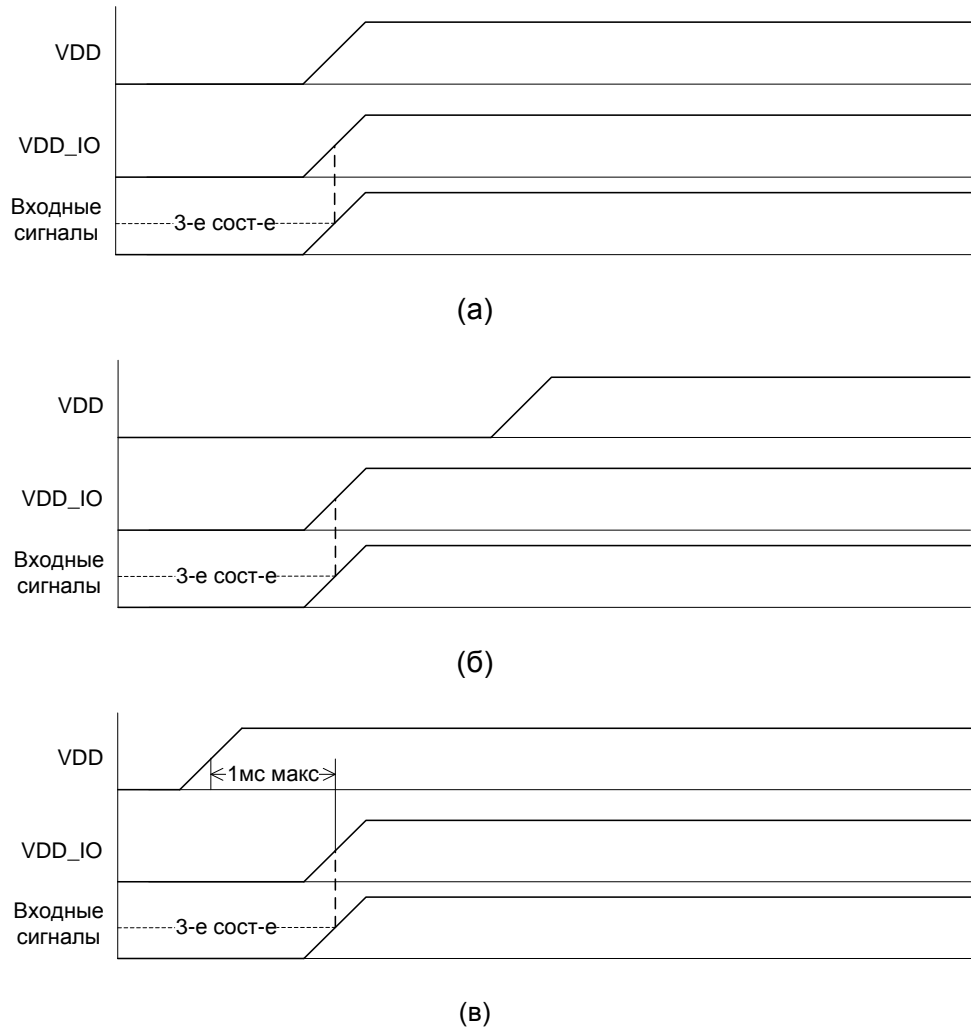 VDD
VDD_IO
Входные
сигналы
3-е сост-е
(а)
VDD
VDD_IO
Входные
сигналы
3-е сост-е
(б)
VDD
1мс макс
VDD_IO
Входные
сигналы
3-е сост-е
(в)